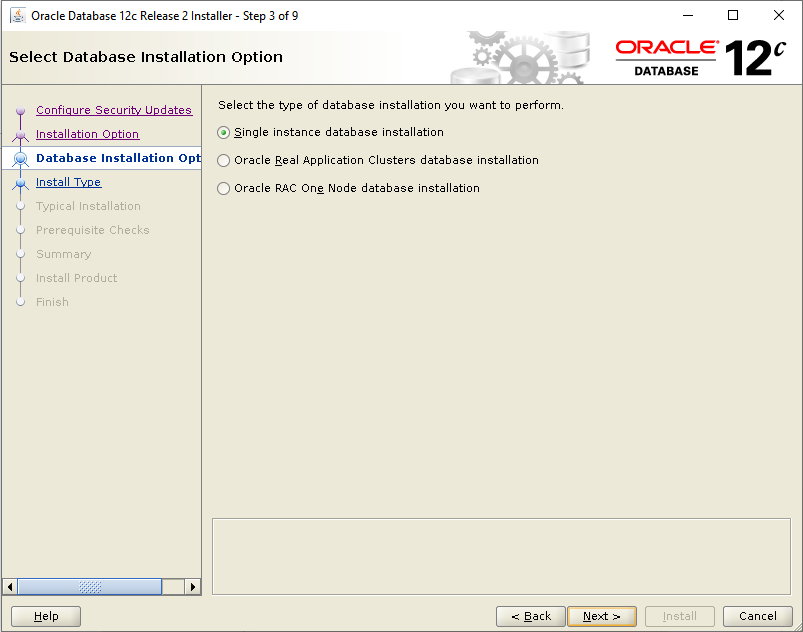 Oracle Database 12c Release 2 Installer - Step 3 of 9
Select Database Installation Option
ORACLE®
DATABASE
12c
Configure Security Updates
Installation Option
Database Installation Opt
Install Type
Typical Installation
Prerequisite Checks
Summary
Install Product
Finish
Select the type of database installation you want to perform.
Single instance database installation
Oracle Real Application Clusters database installation
Oracle RAC One Node database installation
Help
< Back
Next >
Install
Cancel